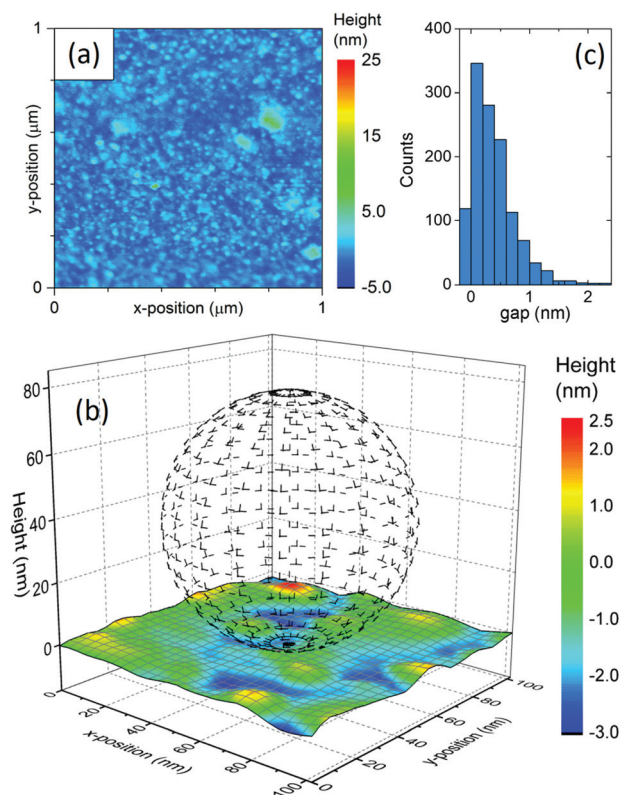 (a)
1
0
y-position (μm)
0
1
x-position (μm)
Height
(nm)
25
15
5.0
-5.0
(c)
400
300
200
100
0
Counts
0
1
2
gap (nm)
(b)
80
60
40
20
0
Height (nm)
0
20
40
60
80
100
x-position (nm)
0
20
40
60
80
100
y-position (nm)
Height
(nm)
2.5
1.0
0.0
-1.0
-2.0
-3.0